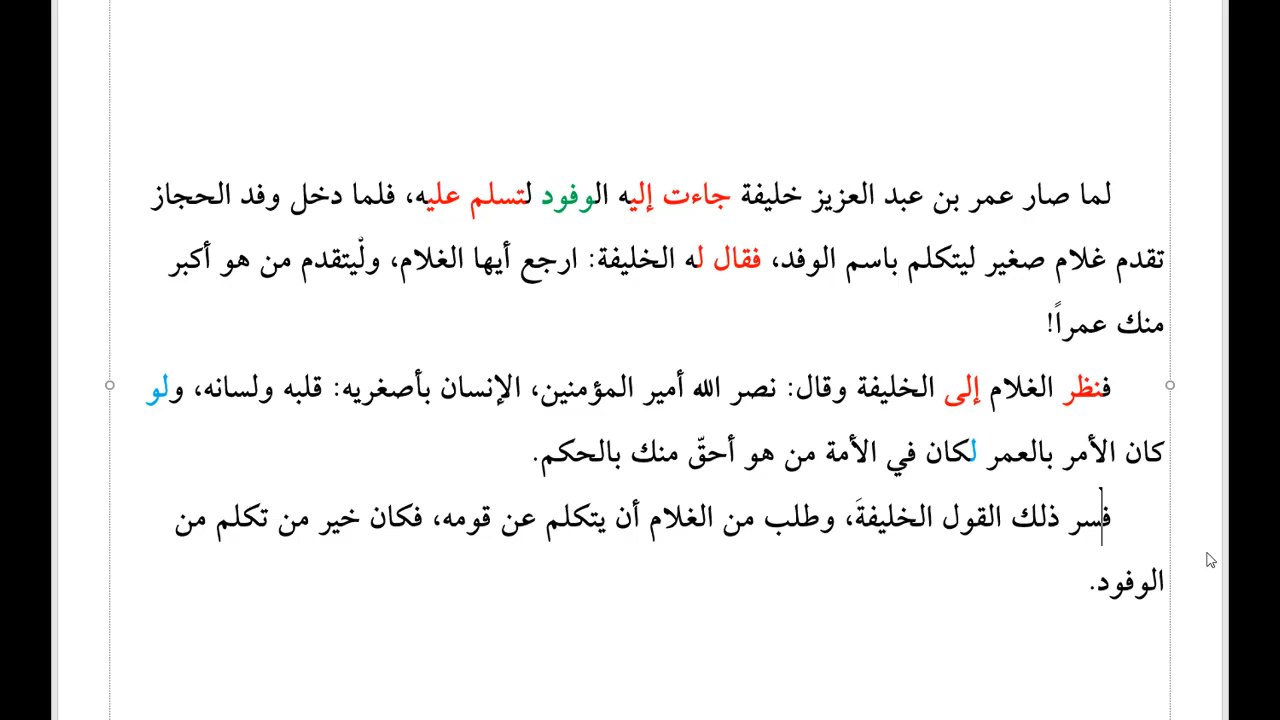 لما صار عمر بن عبد العزيز خليفة جاءت إليه الوفود لتسلم عليه، فلما دخل وفد الحجاز
تقدم غلام صغير ليتكلم باسم الوفد، فقال له الخليفة: ارجع أيها الغلام، ولْيتقدم من هو أكبر
منك عمراً!
فنظر الغلام إلى الخليفة وقال: نصر الله أمير المؤمنين، الإنسان بأصغريه: قلبه ولسانه، ولو
كان الأمر بالعمر لكان في الأمة من هو أحقّ منك بالحكم.
فسر ذلك القول الخليفةَ، وطلب من الغلام أن يتكلم عن قومه، فكان خير من تكلم من
الوفود.